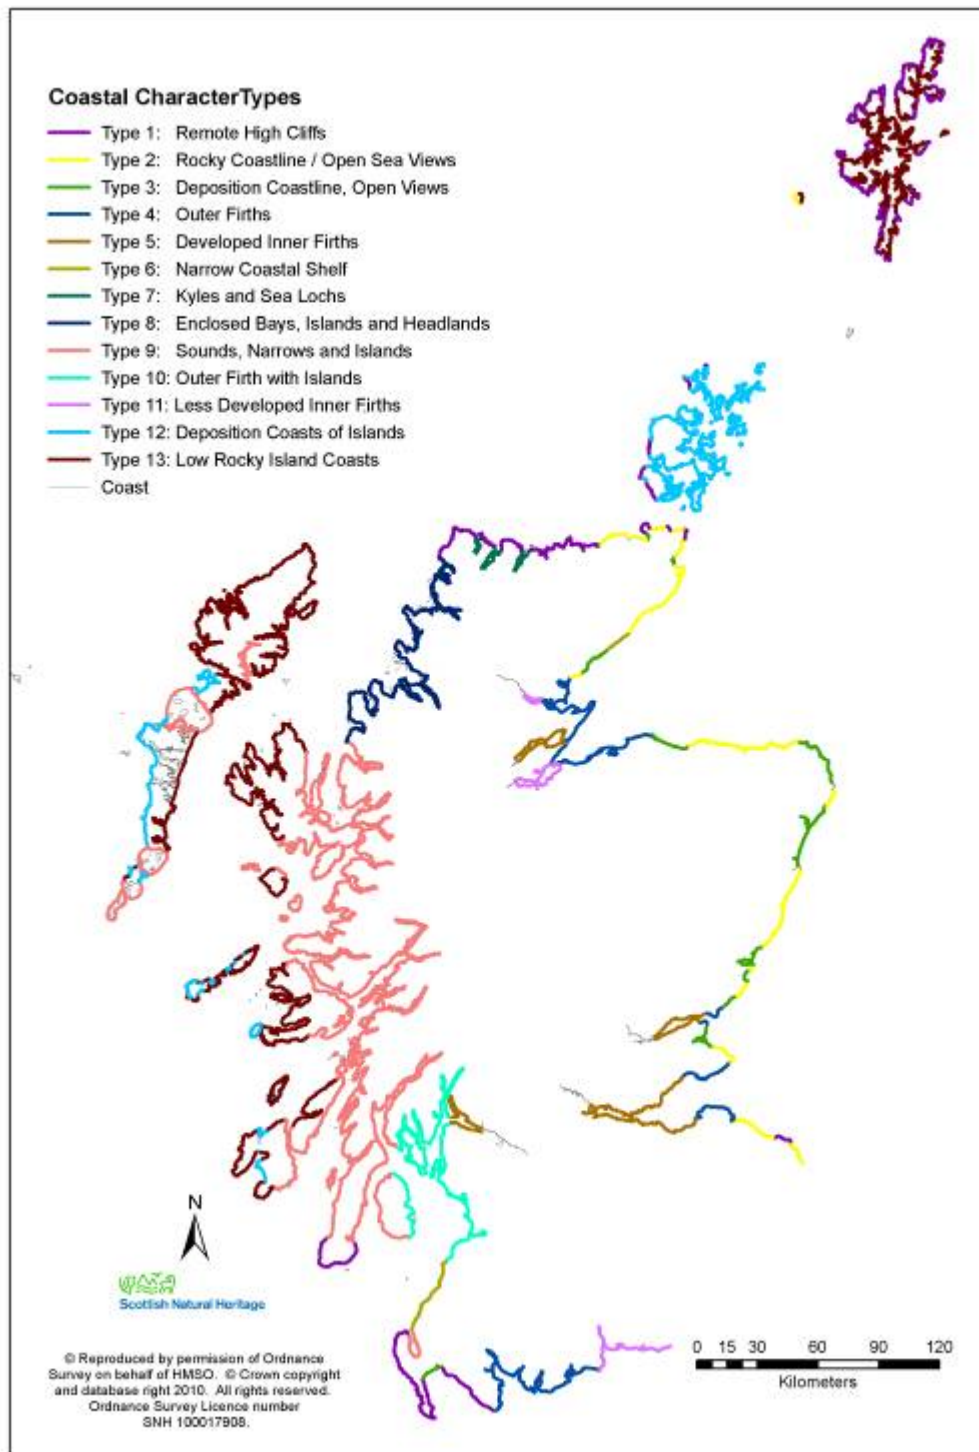 Coastal CharacterTypes
Type 1: Remote High Cliffs
Type 2: Rocky Coastline / Open Sea Views
Type 3: Deposition Coastline, Open Views
Type 4: Outer Firths
Type 5: Developed Inner Firths
Type 6: Narrow Coastal Shelf
Type 7: Kyles and Sea Lochs
Type 8: Enclosed Bays, Islands and Headlands
Type 9: Sounds, Narrows and Islands
Type 10: Outer Firth with Islands
Type 11: Less Developed Inner Firths
Type 12: Deposition Coasts of Islands
Type 13: Low Rocky Island Coasts
Coast
N
Scottish Natural Heritage
© Reproduced by permission of Ordnance
Survey on behalf of HMSO. © Crown copyright
and database right 2010. All rights reserved.
Ordnance Survey Licence number
SNH 100017908.
0 15 30 60 90 120
Kilometers